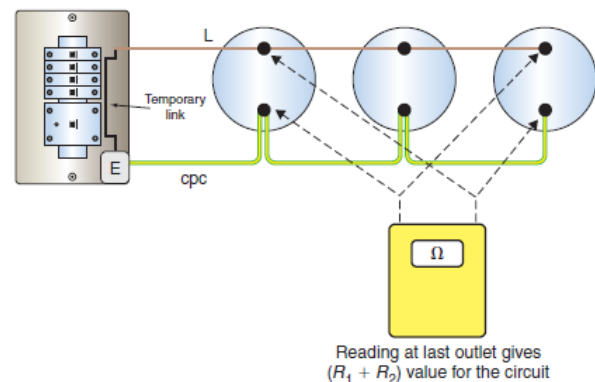 L
Temporary
link
E
cpc
Ω
Reading at last outlet gives
(R₁ + R₂) value for the circuit